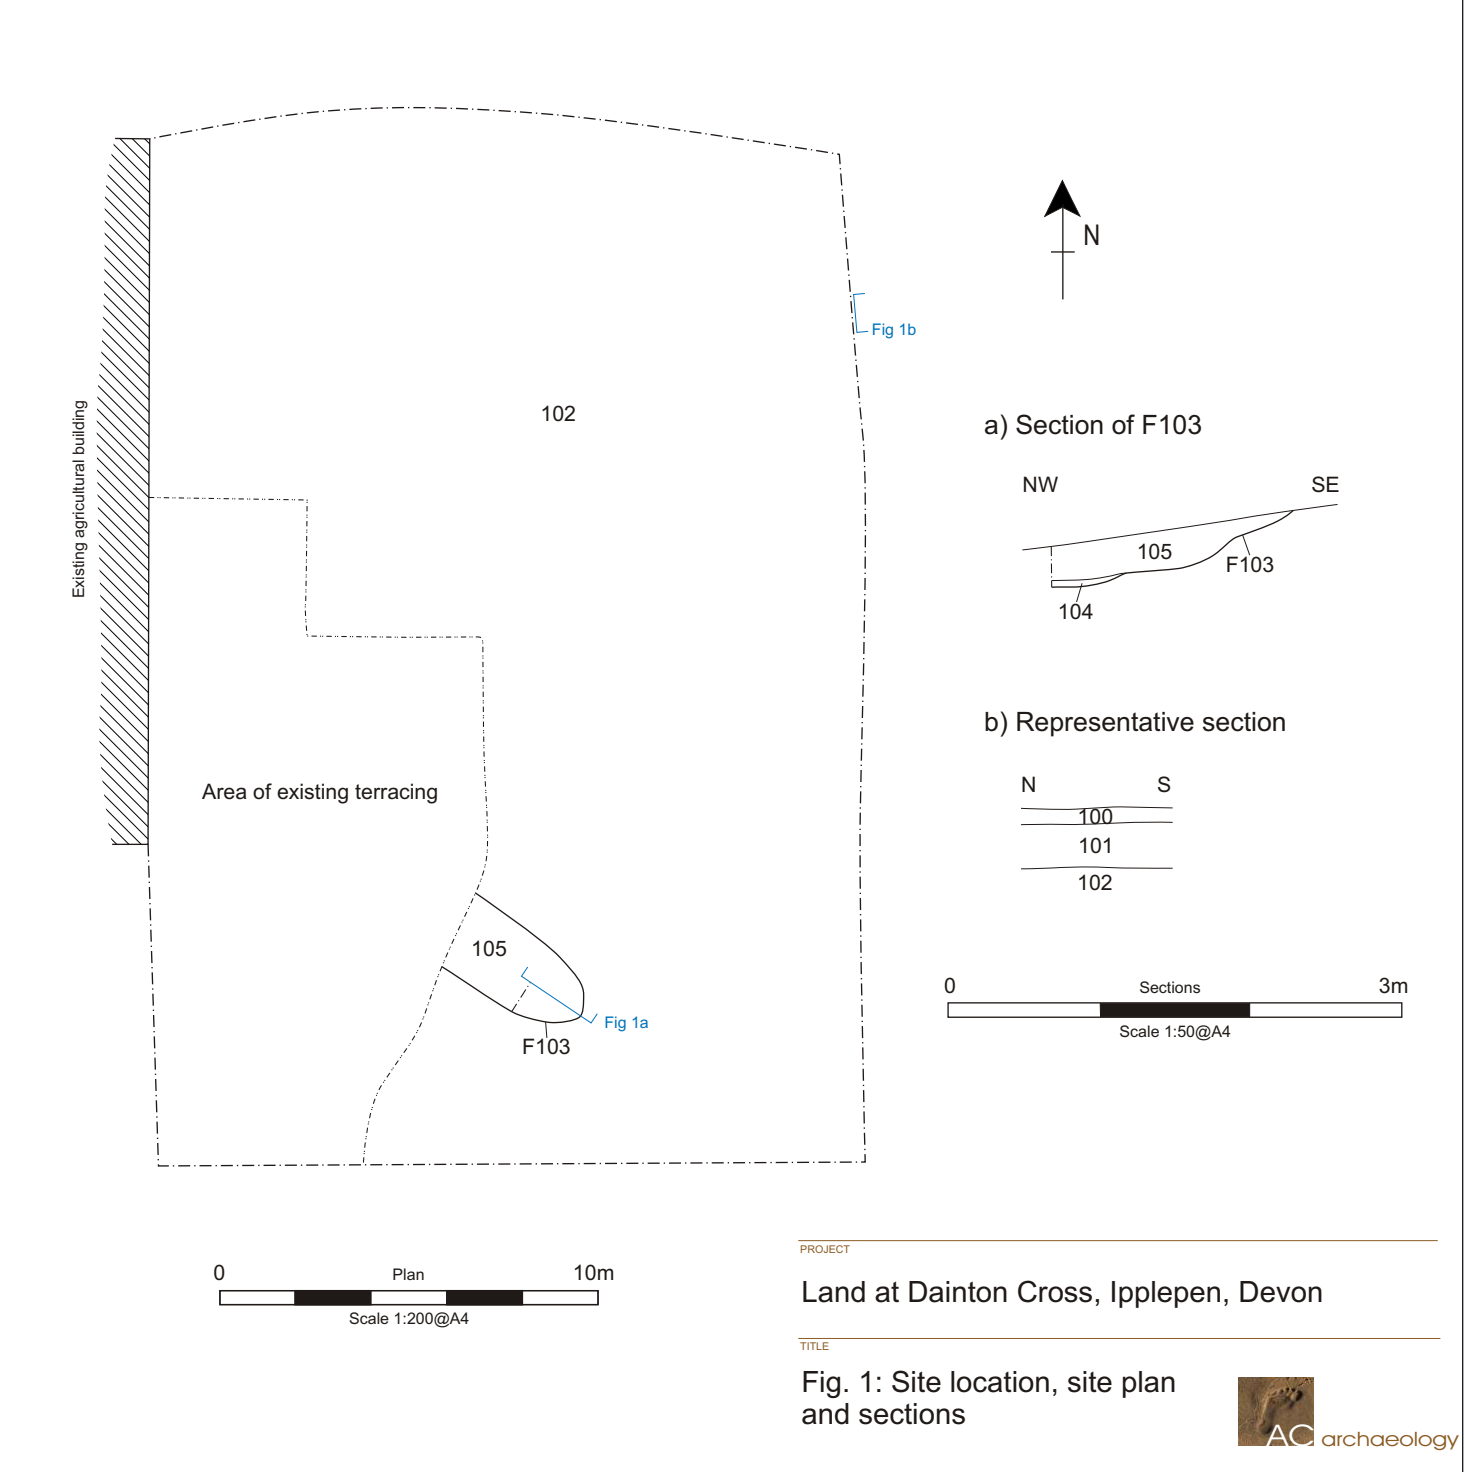 N
Fig 1b
102
Existing agricultural building
a) Section of F103
NW
SE
105
F103
104
b) Representative section
N
S
100
101
102
Area of existing terracing
105
Fig 1a
F103
0
Sections
3m
Scale 1:50@A4
0
Plan
10m
Scale 1:200@A4
PROJECT
Land at Dainton Cross, Ipplepen, Devon
TITLE
Fig. 1: Site location, site plan
and sections
AC archaeology